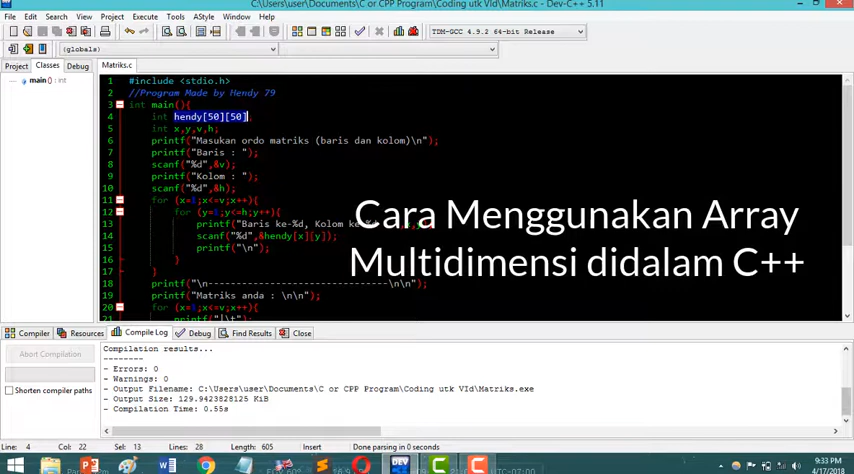 C:\Users\user\Documents\C or CPP Program\Coding utk VId\Matriks.c - Dev-C++ 5.11
File Edit Search View Project Execute Tools AStyle Window Help
TDM-GCC 4.9.2 64-bit Release
(globals)
Project Classes Debug
Matriks.c
main() : int
1 #include <stdio.h>
2 //Program Made by Hendy 79
3 int main(){
4 int hendy[50][50];
5 int x,y,v,h;
6 printf("Masukan ordo matriks (baris dan kolom)\n");
7 printf("Baris : ");
8 scanf("%d",&v);
9 printf("Kolom : ");
10 scanf("%d",&h);
11 for (x=1;x<=v;x++){
12 for (y=1;y<=h;y++){
13 printf("Baris ke-%d, Kolom
14 scanf("%d",&hendy[x][y]);
15 printf("\n");
16 }
17 }
18 printf("\n------------------------------\n\n");
19 printf("Matriks anda : \n\n");
20 for (x=1;x<=v;x++){
21 printf("|\t");
Cara Menggunakan Array
Multidimensi didalam C++
Compiler Resources Compile Log Debug Find Results Close
Abort Compilation
Shorten compiler paths
Compilation results...
--------
- Errors: 0
- Warnings: 0
- Output Filename: C:\Users\user\Documents\C or CPP Program\Coding utk VId\Matriks.exe
- Output Size: 129.9423828125 KiB
- Compilation Time: 0.55s
Line: 4 Col: 22 Sel: 13 Lines: 28 Length: 605 Insert Done parsing in 0 seconds
DEV
9:33 PM
4/17/2018